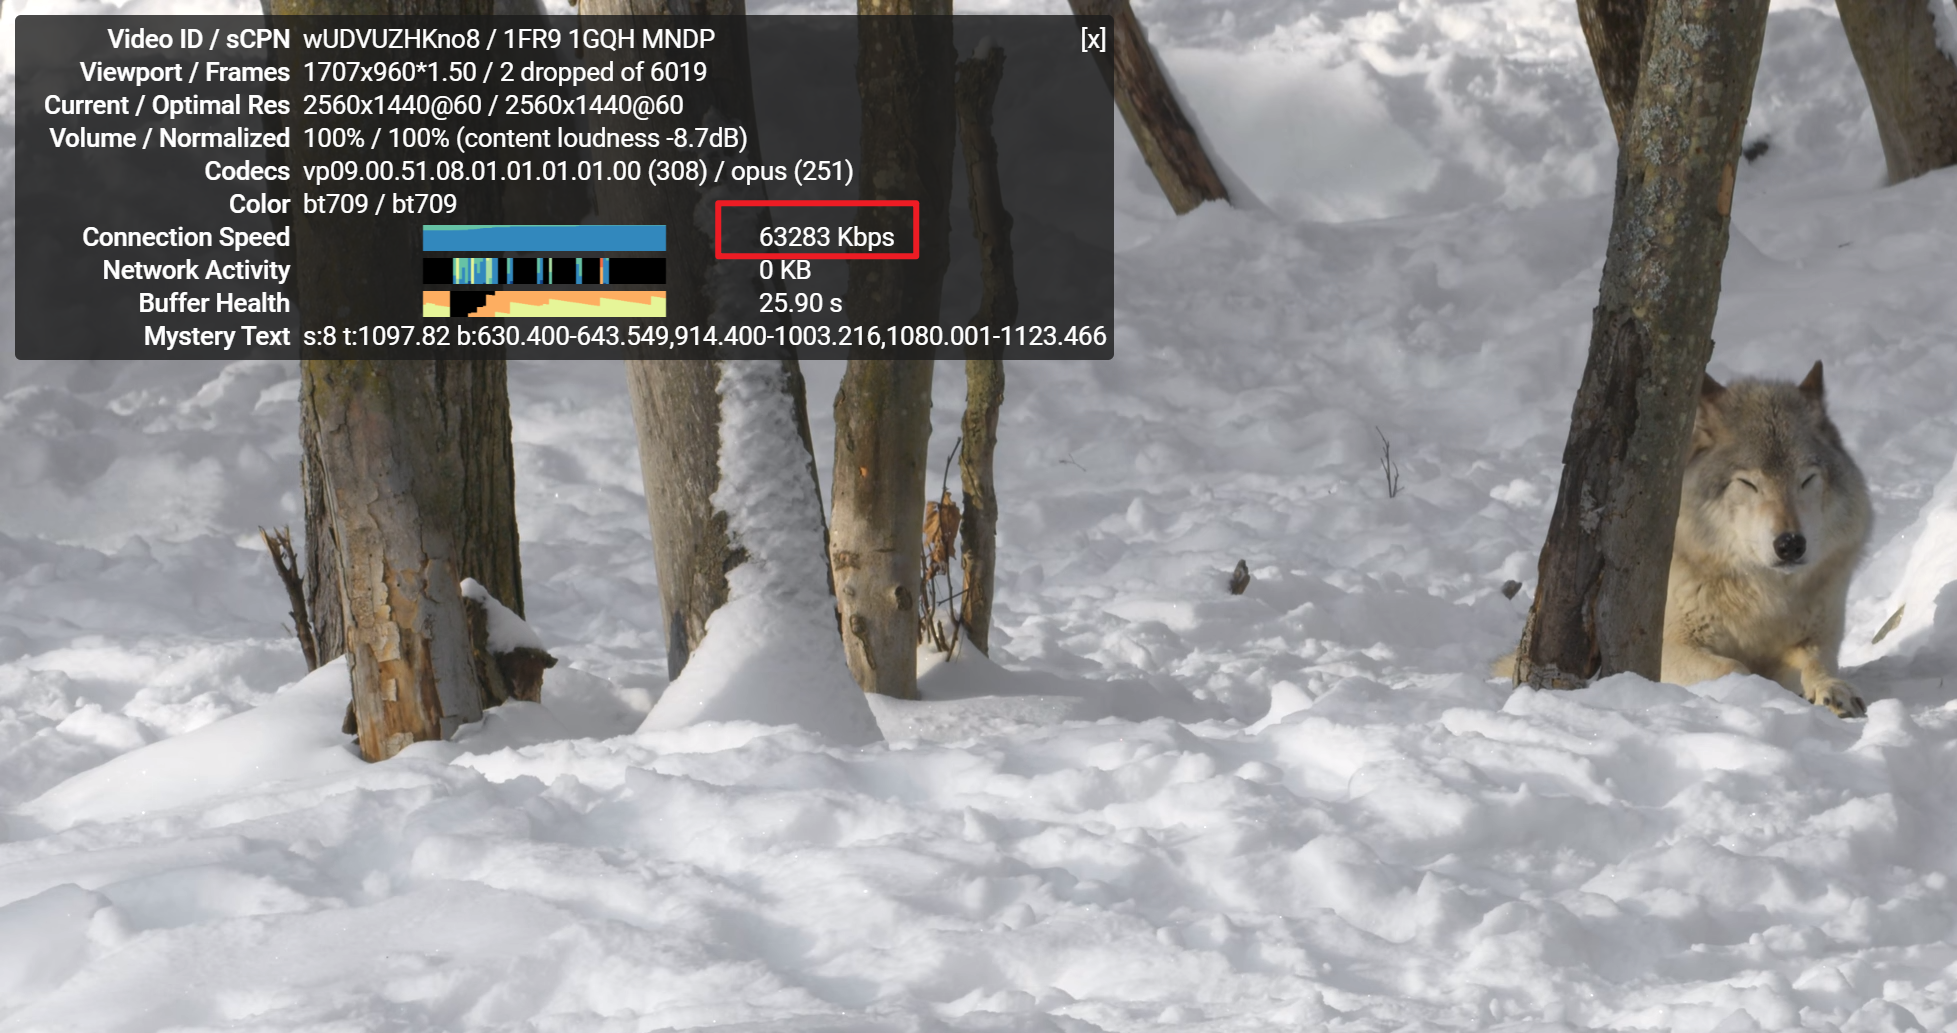 Video ID / sCPN wUDVUZHKno8 / 1FR9 1GQH MNDP [x]
Viewport / Frames 1707x960*1.50 / 2 dropped of 6019
Current / Optimal Res 2560x1440@60 / 2560x1440@60
Volume / Normalized 100% / 100% (content loudness -8.7dB)
Codecs vp09.00.51.08.01.01.01.01.00 (308) / opus (251)
Color bt709 / bt709
Connection Speed 63283 Kbps
Network Activity 0 KB
Buffer Health 25.90 s
Mystery Text s:8 t:1097.82 b:630.400-643.549,914.400-1003.216,1080.001-1123.466